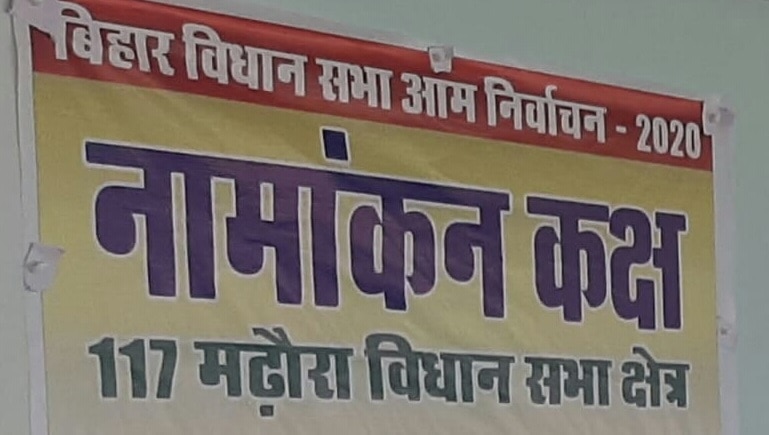 बिहार विधान सभा आम निर्वाचन - 2020
नामांकन कक्ष
117 मढ़ौरा विधान सभा क्षेत्र